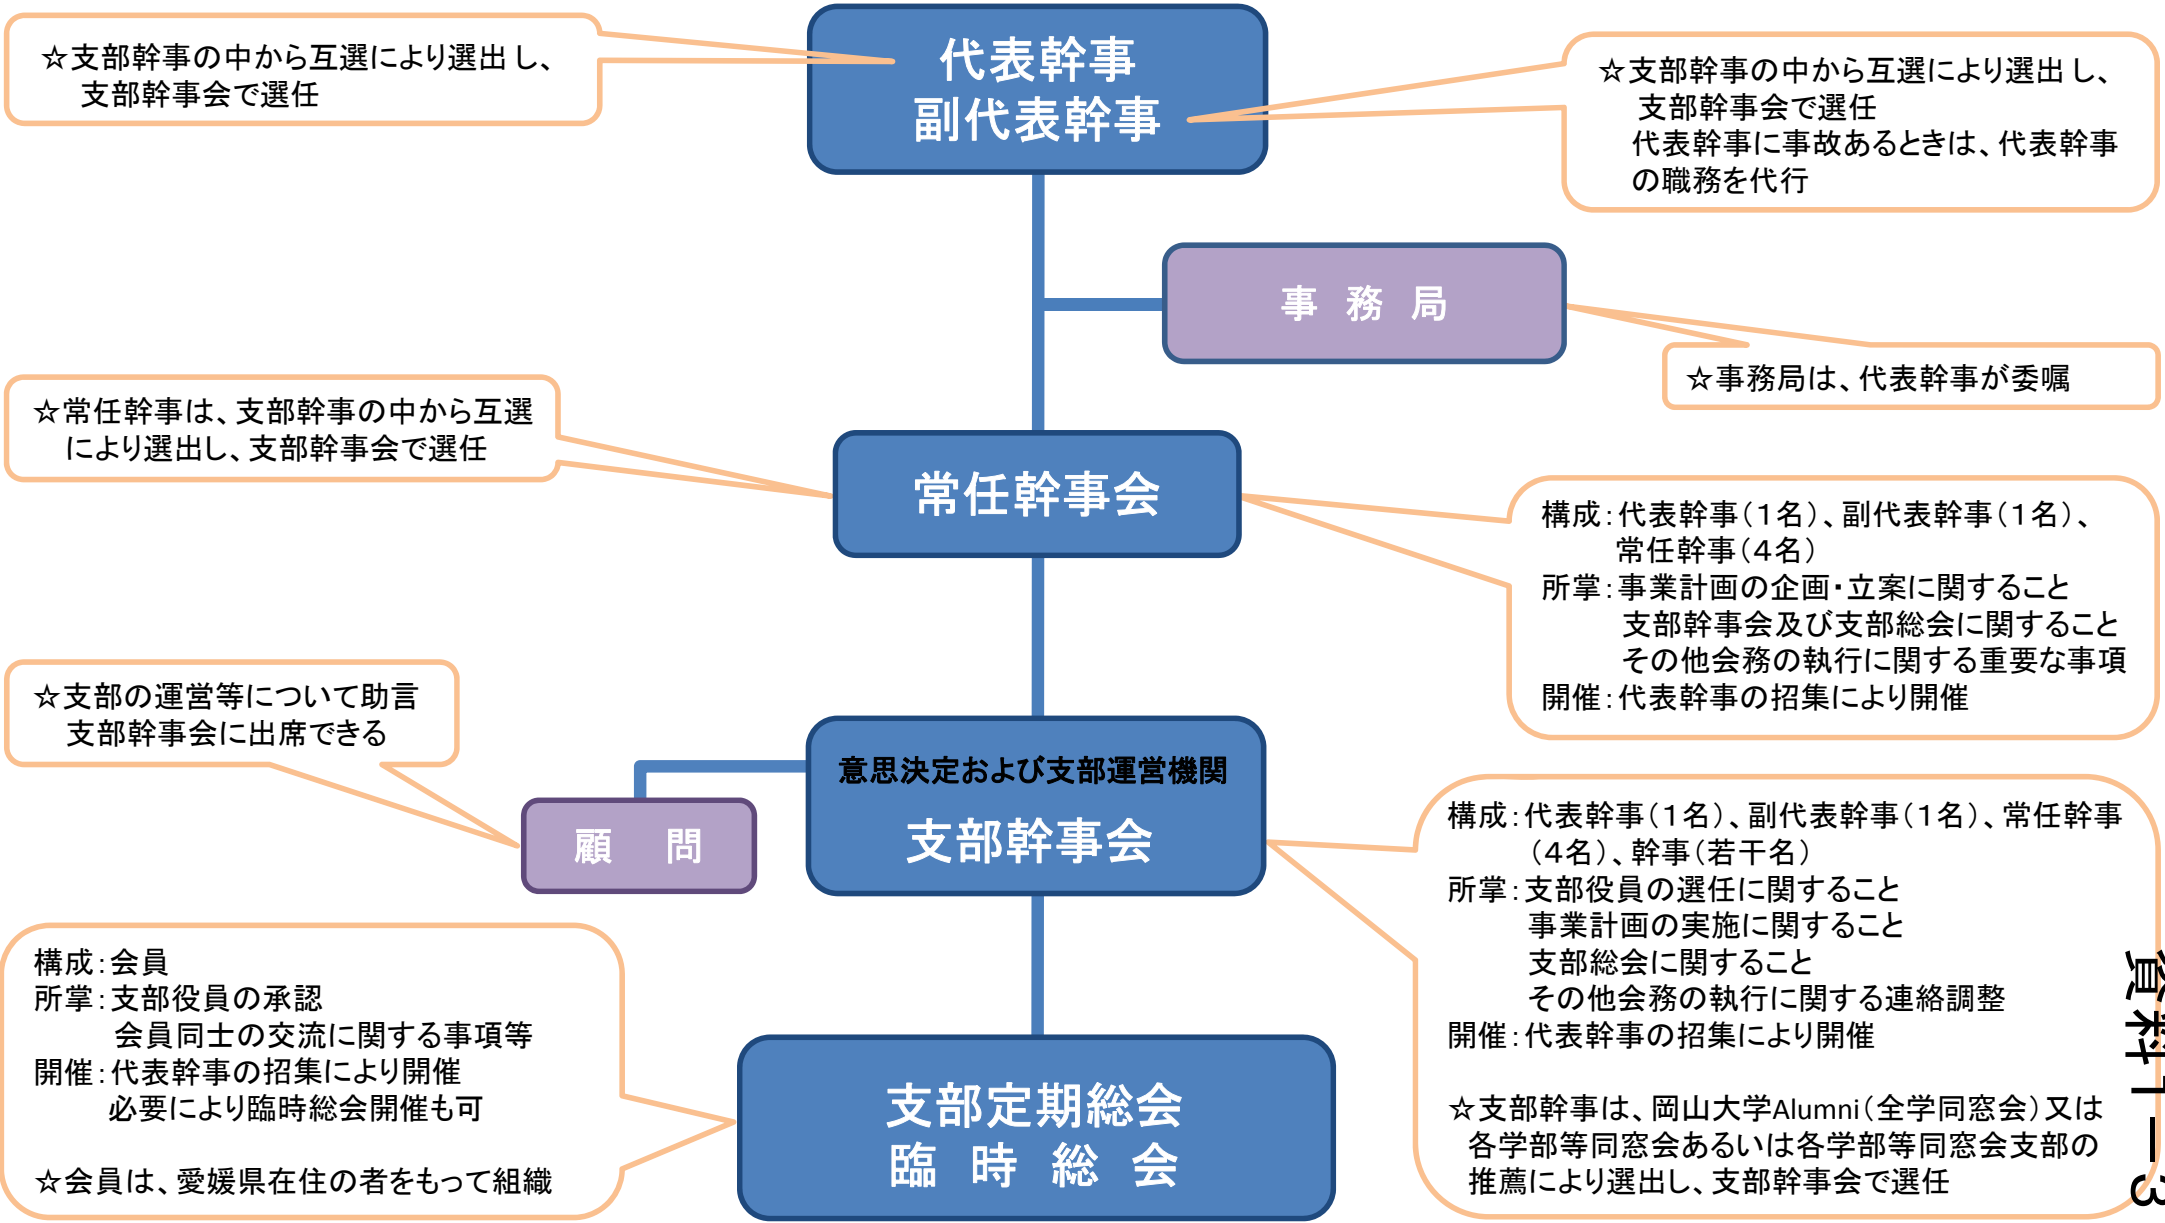 ☆支部幹事の中から互選により選出し、
支部幹事会で選任
代表幹事
副代表幹事
☆支部幹事の中から互選により選出し、
支部幹事会で選任
代表幹事に事故あるときは、代表幹事
の職務を代行
事 務 局
☆事務局は、代表幹事が委嘱
☆常任幹事は、支部幹事の中から互選
により選出し、支部幹事会で選任
常任幹事会
構成:代表幹事(1名)、副代表幹事(1名)、
常任幹事(4名)
所掌:事業計画の企画・立案に関すること
支部幹事会及び支部総会に関すること
その他会務の執行に関する重要な事項
開催:代表幹事の招集により開催
☆支部の運営等について助言
支部幹事会に出席できる
顧 問
意思決定および支部運営機関
支部幹事会
構成:代表幹事(1名)、副代表幹事(1名)、常任幹事
(4名)、幹事(若干名)
所掌:支部役員の選任に関すること
事業計画の実施に関すること
支部総会に関すること
その他会務の執行に関する連絡調整
開催:代表幹事の招集により開催
☆支部幹事は、岡山大学Alumni(全学同窓会)又は
各学部等同窓会あるいは各学部等同窓会支部の
推薦により選出し、支部幹事会で選任
構成:会員
所掌:支部役員の承認
会員同士の交流に関する事項等
開催:代表幹事の招集により開催
必要により臨時総会開催も可
☆会員は、愛媛県在住の者をもって組織
支部定期総会
臨 時 総 会
資料1-3